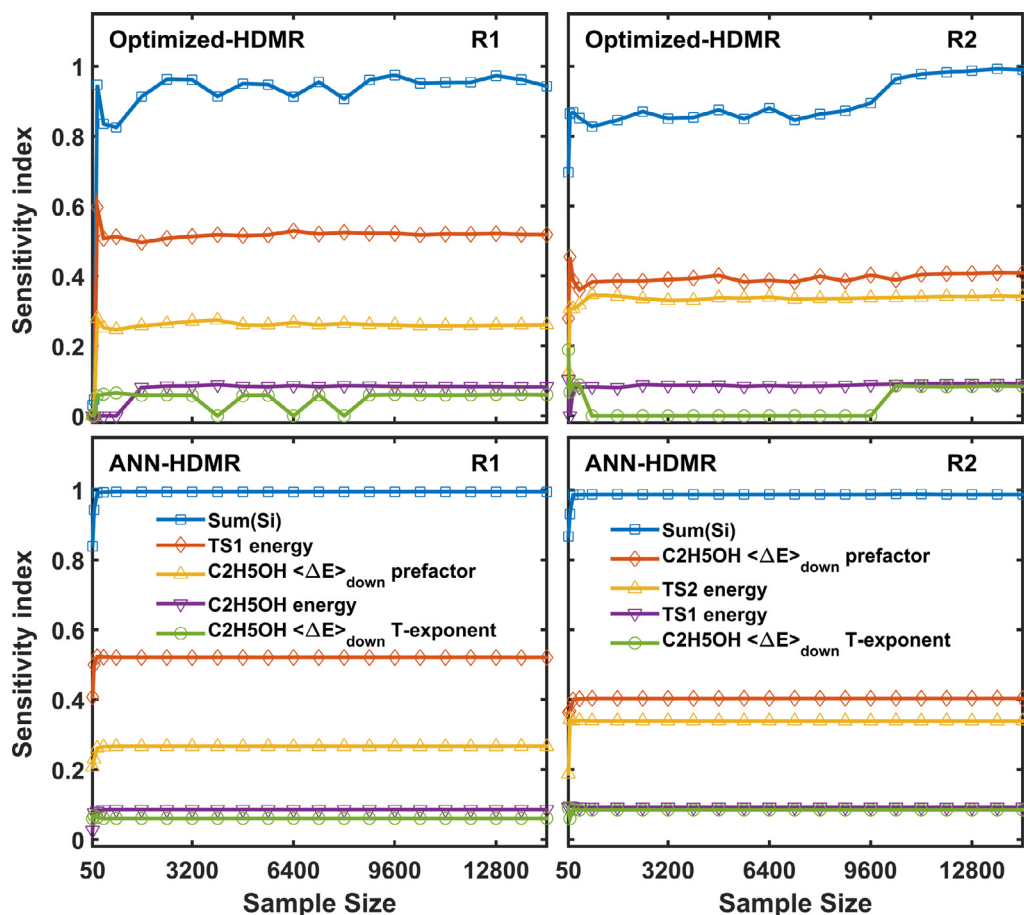 Optimized-HDMR R1
Optimized-HDMR R2
1
0.8
0.6
0.4
0.2
0
Sensitivity index
ANN-HDMR R1
ANN-HDMR R2
1
0.8
0.6
0.4
0.2
0
Sensitivity index
Sum(Si)
TS1 energy
C2H5OH <ΔE>down prefactor
C2H5OH energy
C2H5OH <ΔE>down T-exponent
Sum(Si)
C2H5OH <ΔE>down prefactor
TS2 energy
TS1 energy
C2H5OH <ΔE>down T-exponent
50 3200 6400 9600 12800
50 3200 6400 9600 12800
Sample Size
Sample Size